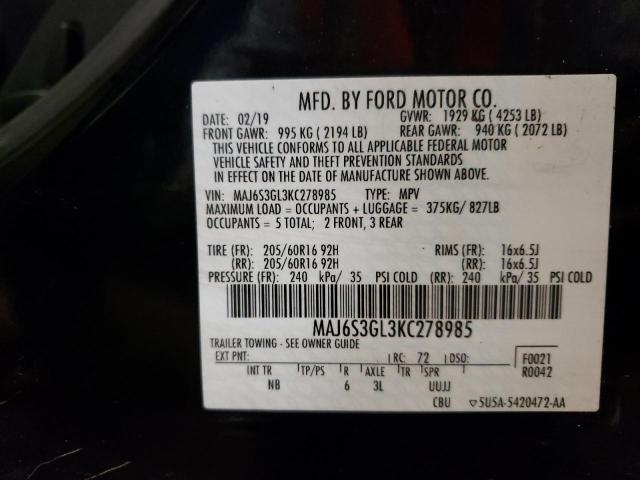 MFD. BY FORD MOTOR CO.
DATE: 02/19 GVWR: 1929 KG ( 4253 LB)
FRONT GAWR: 995 KG ( 2194 LB) REAR GAWR: 940 KG ( 2072 LB)
THIS VEHICLE CONFORMS TO ALL APPLICABLE FEDERAL MOTOR
VEHICLE SAFETY AND THEFT PREVENTION STANDARDS
IN EFFECT ON THE DATE OF MANUFACTURE SHOWN ABOVE.
VIN: MAJ6S3GL3KC278985 TYPE: MPV
MAXIMUM LOAD = OCCUPANTS + LUGGAGE = 375KG/ 827LB
OCCUPANTS = 5 TOTAL; 2 FRONT, 3 REAR
TIRE (FR): 205/60R16 92H RIMS (FR): 16x6.5J
(RR): 205/60R16 92H (RR): 16x6.5J
PRESSURE (FR): 240 kPa/ 35 PSI COLD (RR): 240 kPa/ 35 PSI COLD
MAJ6S3GL3KC278985
TRAILER TOWING - SEE OWNER GUIDE
EXT PNT: RC: 72 DSO: F0021
R0042
INT TR TP/PS R AXLE TR SPR
NB 6 3L UUJJ
CBU ▽5U5A-5420472-AA